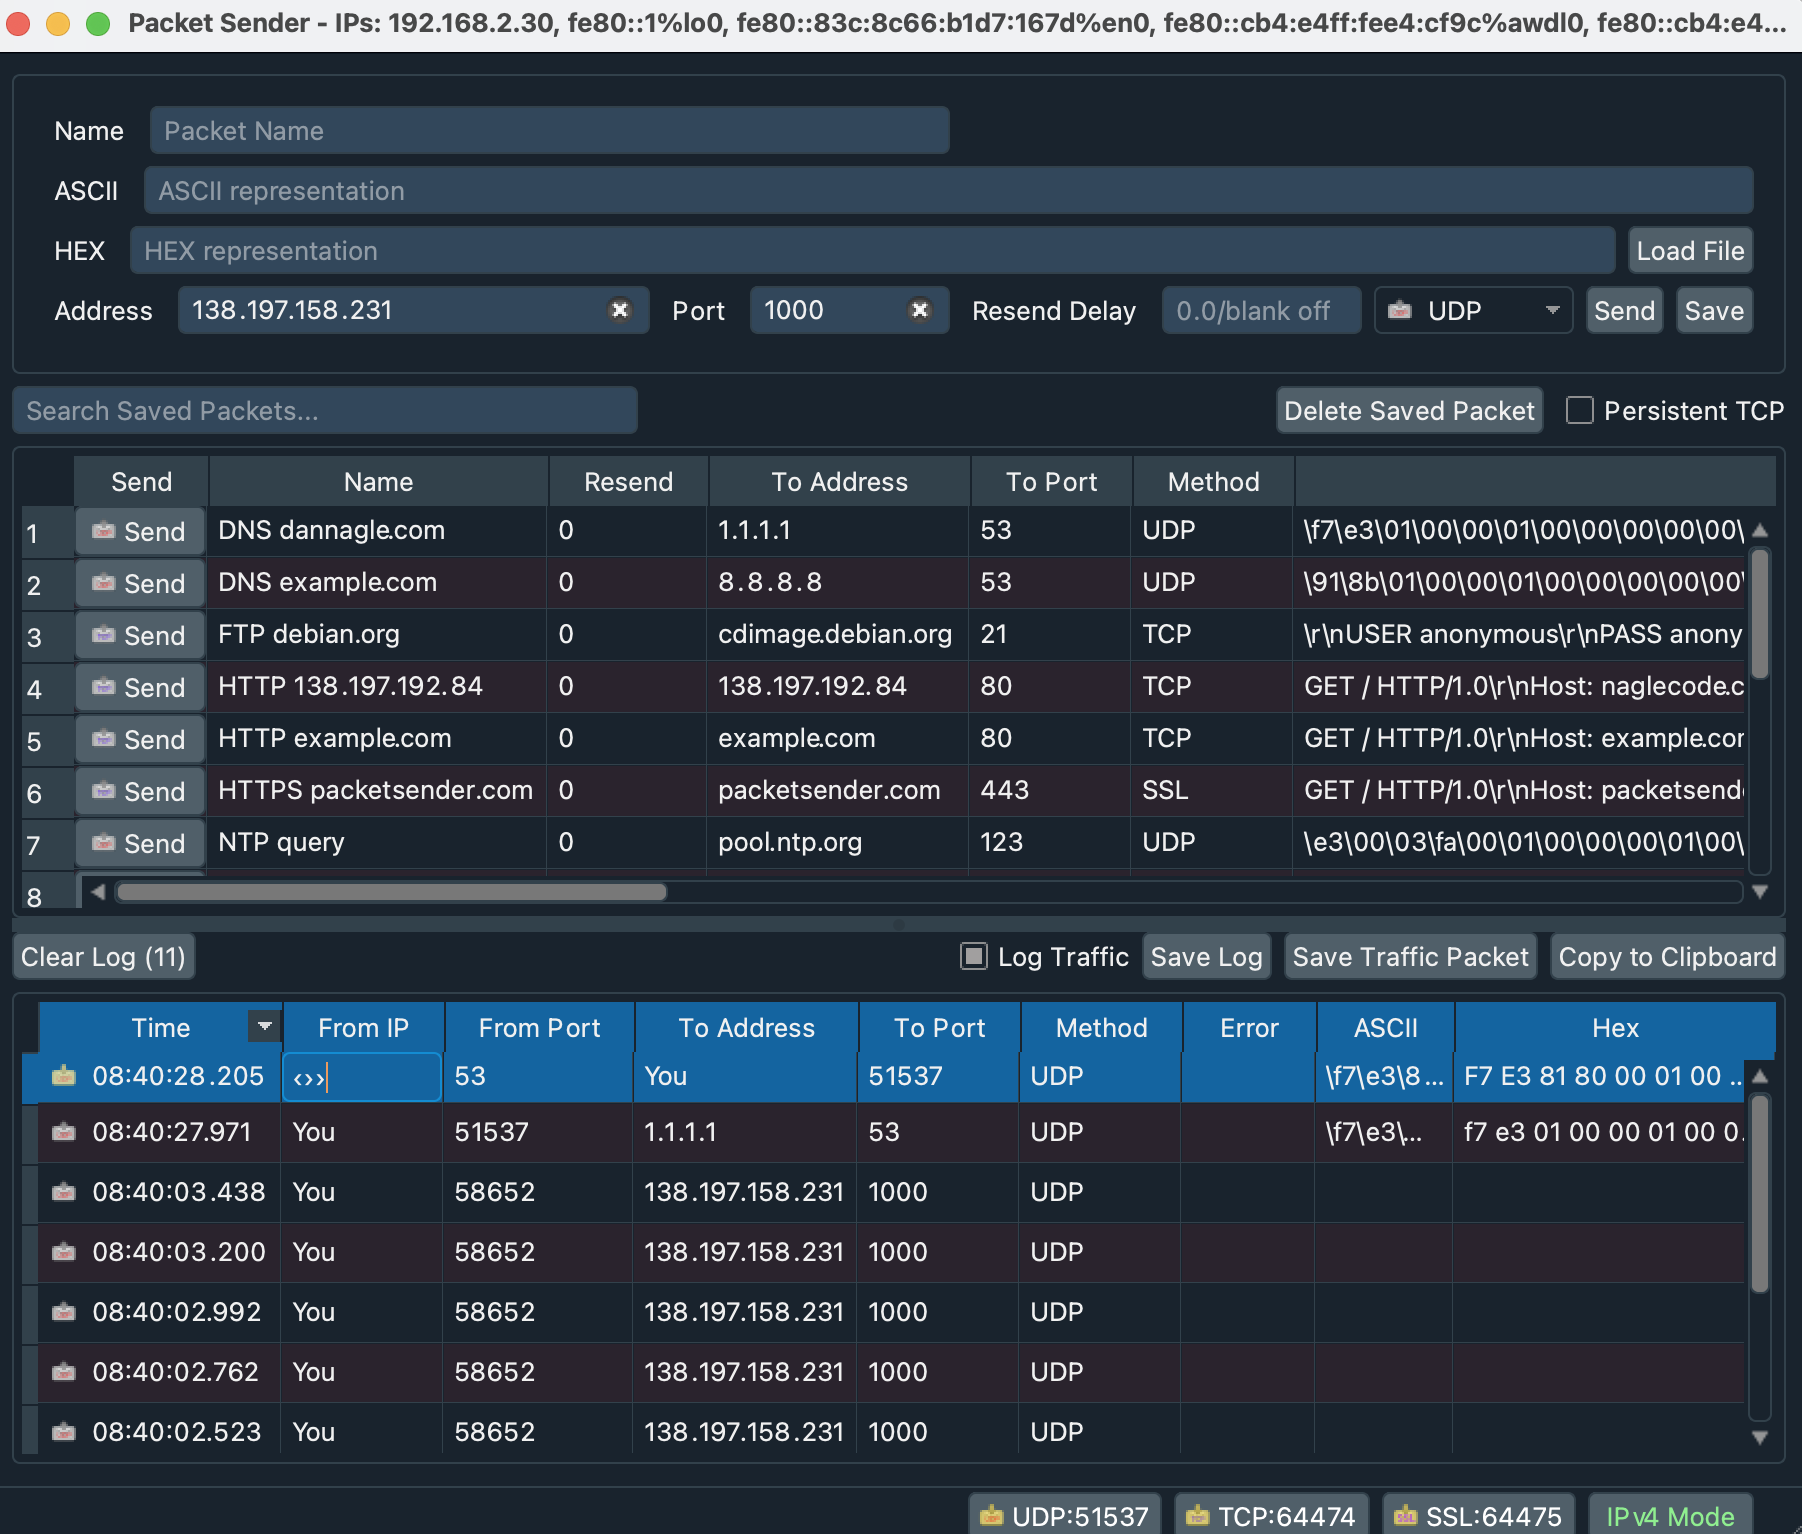 Packet Sender - IPs: 192.168.2.30, fe80::1%lo0, fe80::83c:8c66:b1d7:167d%en0, fe80::cb4:e4ff:fee4:cf9c%awdl0, fe80::cb4:e4...
Name Packet Name
ASCII ASCII representation
HEX HEX representation Load File
Address 138.197.158.231 Port 1000 Resend Delay 0.0/blank off UDP Send Save
Search Saved Packets... Delete Saved Packet Persistent TCP
Send Name Resend To Address To Port Method
1 Send DNS dannagle.com 0 1.1.1.1 53 UDP \f7\e3\01\00\00\01\00\00\00\00\00\
2 Send DNS example.com 0 8.8.8.8 53 UDP \91\8b\01\00\00\01\00\00\00\00\00\
3 Send FTP debian.org 0 cdimage.debian.org 21 TCP \r\nUSER anonymous\r\nPASS anony
4 Send HTTP 138.197.192.84 0 138.197.192.84 80 TCP GET / HTTP/1.0\r\nHost: naglecode.c
5 Send HTTP example.com 0 example.com 80 TCP GET / HTTP/1.0\r\nHost: example.cor
6 Send HTTPS packetsender.com 0 packetsender.com 443 SSL GET / HTTP/1.0\r\nHost: packetsende
7 Send NTP query 0 pool.ntp.org 123 UDP \e3\00\03\fa\00\01\00\00\00\01\00\
8
Clear Log (11) Log Traffic Save Log Save Traffic Packet Copy to Clipboard
Time From IP From Port To Address To Port Method Error ASCII Hex
08:40:28.205 ‹›› 53 You 51537 UDP \f7\e3\8... F7 E3 81 80 00 01 00 ..
08:40:27.971 You 51537 1.1.1.1 53 UDP \f7\e3\... f7 e3 01 00 00 01 00 0.
08:40:03.438 You 58652 138.197.158.231 1000 UDP
08:40:03.200 You 58652 138.197.158.231 1000 UDP
08:40:02.992 You 58652 138.197.158.231 1000 UDP
08:40:02.762 You 58652 138.197.158.231 1000 UDP
08:40:02.523 You 58652 138.197.158.231 1000 UDP
UDP:51537 TCP:64474 SSL:64475 IPv4 Mode